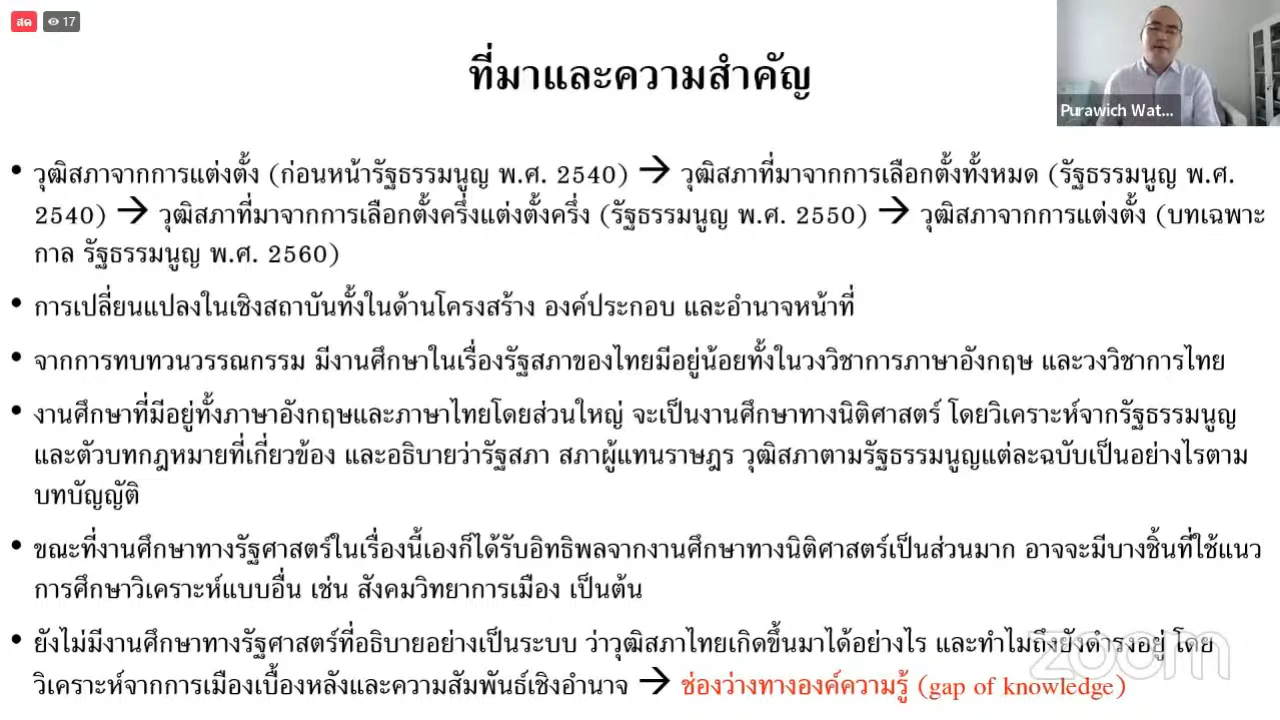 สด 17
ที่มาและความสำคัญ
Purawich Wat...
• วุฒิสภาจากการแต่งตั้ง (ก่อนหน้ารัฐธรรมนูญ พ.ศ. 2540) → วุฒิสภาที่มาจากการเลือกตั้งทั้งหมด (รัฐธรรมนูญ พ.ศ.
2540) → วุฒิสภาที่มาจากการเลือกตั้งครึ่งแต่งตั้งครึ่ง (รัฐธรรมนูญ พ.ศ. 2550) → วุฒิสภาจากการแต่งตั้ง (บทเฉพาะ
กาล รัฐธรรมนูญ พ.ศ. 2560)
• การเปลี่ยนแปลงในเชิงสถาบันทั้งในด้านโครงสร้าง องค์ประกอบ และอำนาจหน้าที่
• จากการทบทวนวรรณกรรม มีงานศึกษาในเรื่องรัฐสภาของไทยมีอยู่น้อยทั้งในวงวิชาการภาษาอังกฤษ และวงวิชาการไทย
• งานศึกษาที่มีอยู่ทั้งภาษาอังกฤษและภาษาไทยโดยส่วนใหญ่ จะเป็นงานศึกษาทางนิติศาสตร์ โดยวิเคราะห์จากรัฐธรรมนูญ
และตัวบทกฎหมายที่เกี่ยวข้อง และอธิบายว่ารัฐสภา สภาผู้แทนราษฎร วุฒิสภาตามรัฐธรรมนูญแต่ละฉบับเป็นอย่างไรตาม
บทบัญญัติ
• ขณะที่งานศึกษาทางรัฐศาสตร์ในเรื่องนี้เองก็ได้รับอิทธิพลจากงานศึกษาทางนิติศาสตร์เป็นส่วนมาก อาจจะมีบางชิ้นที่ใช้แนว
การศึกษาวิเคราะห์แบบอื่น เช่น สังคมวิทยาการเมือง เป็นต้น
• ยังไม่มีงานศึกษาทางรัฐศาสตร์ที่อธิบายอย่างเป็นระบบ ว่าวุฒิสภาไทยเกิดขึ้นมาได้อย่างไร และทำไมถึงยังดำรงอยู่ โดย
วิเคราะห์จากการเมืองเบื้องหลังและความสัมพันธ์เชิงอำนาจ → ช่องว่างทางองค์ความรู้ (gap of knowledge)
zoom